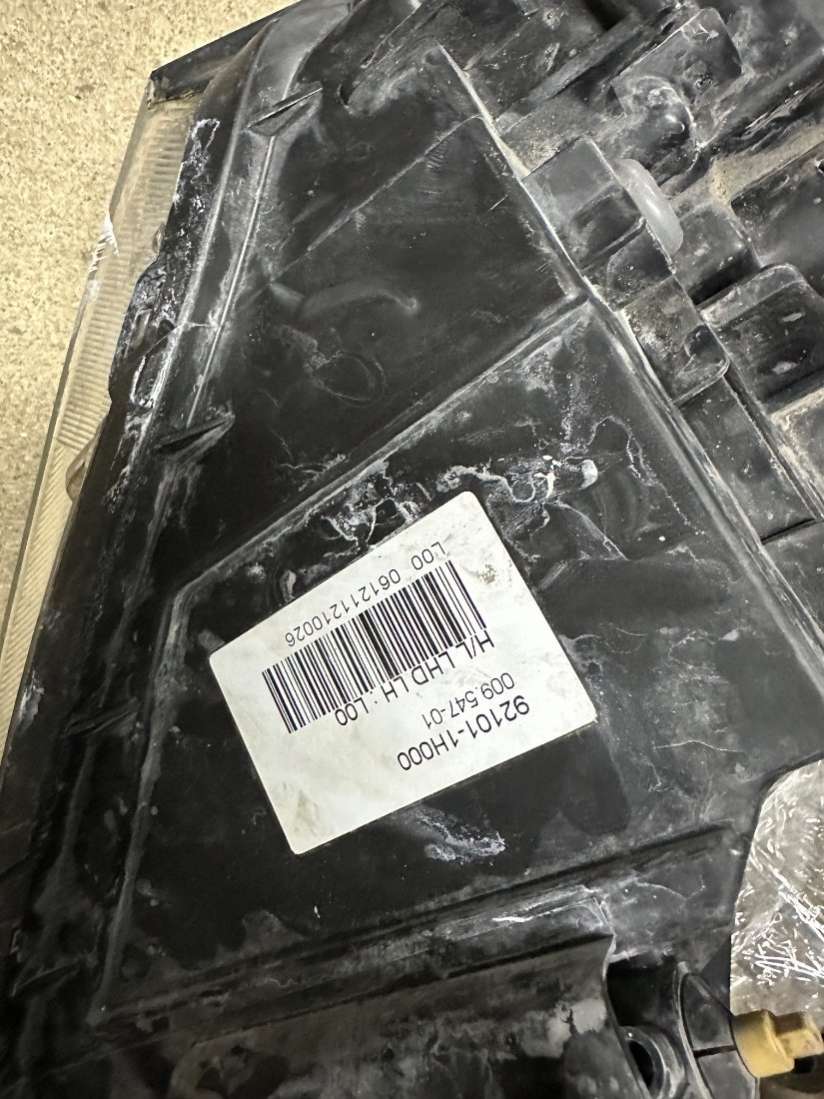 92101-1H000
009.547-01
H/L LHD LH : L00
L00 061211210026